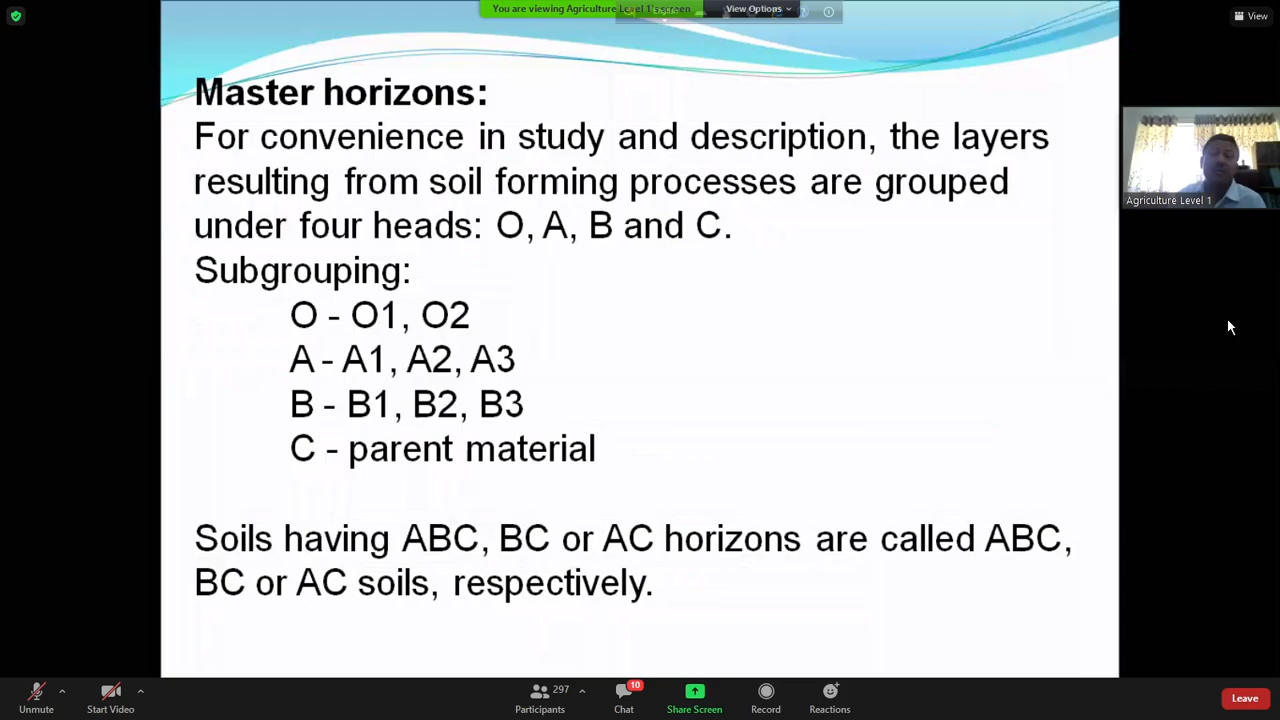 You are viewing Agriculture Level 1's screen
View Options
View
Master horizons:
For convenience in study and description, the layers
resulting from soil forming processes are grouped
under four heads: O, A, B and C.
Subgrouping:
O - O1, O2
A - A1, A2, A3
B - B1, B2, B3
C - parent material
Soils having ABC, BC or AC horizons are called ABC,
BC or AC soils, respectively.
Agriculture Level 1
Unmute
Start Video
297
Participants
10
Chat
Share Screen
Record
Reactions
Leave